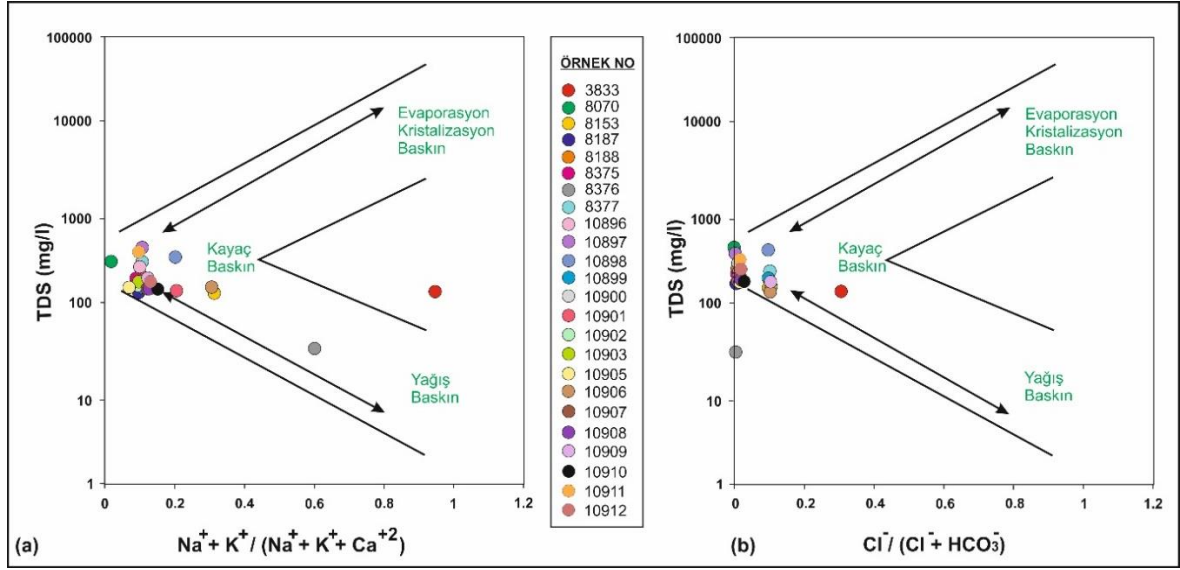 100000
10000
1000
100
10
1
TDS (mg/l)
0
0.2
0.4
0.6
0.8
1
1.2
Evaporasyon
Kristalizasyon
Baskın
Kayaç
Baskın
Yağış
Baskın
(a)
Na⁺+ K⁺/ (Na⁺+ K⁺+ Ca⁺²)
ÖRNEK NO
3833
8070
8153
8187
8188
8375
8376
8377
10896
10897
10898
10899
10900
10901
10902
10903
10905
10906
10907
10908
10909
10910
10911
10912
100000
10000
1000
100
10
1
TDS (mg/l)
0
0.2
0.4
0.6
0.8
1
1.2
Evaporasyon
Kristalizasyon
Baskın
Kayaç
Baskın
Yağış
Baskın
(b)
Cl⁻/ (Cl⁻+ HCO₃⁻)